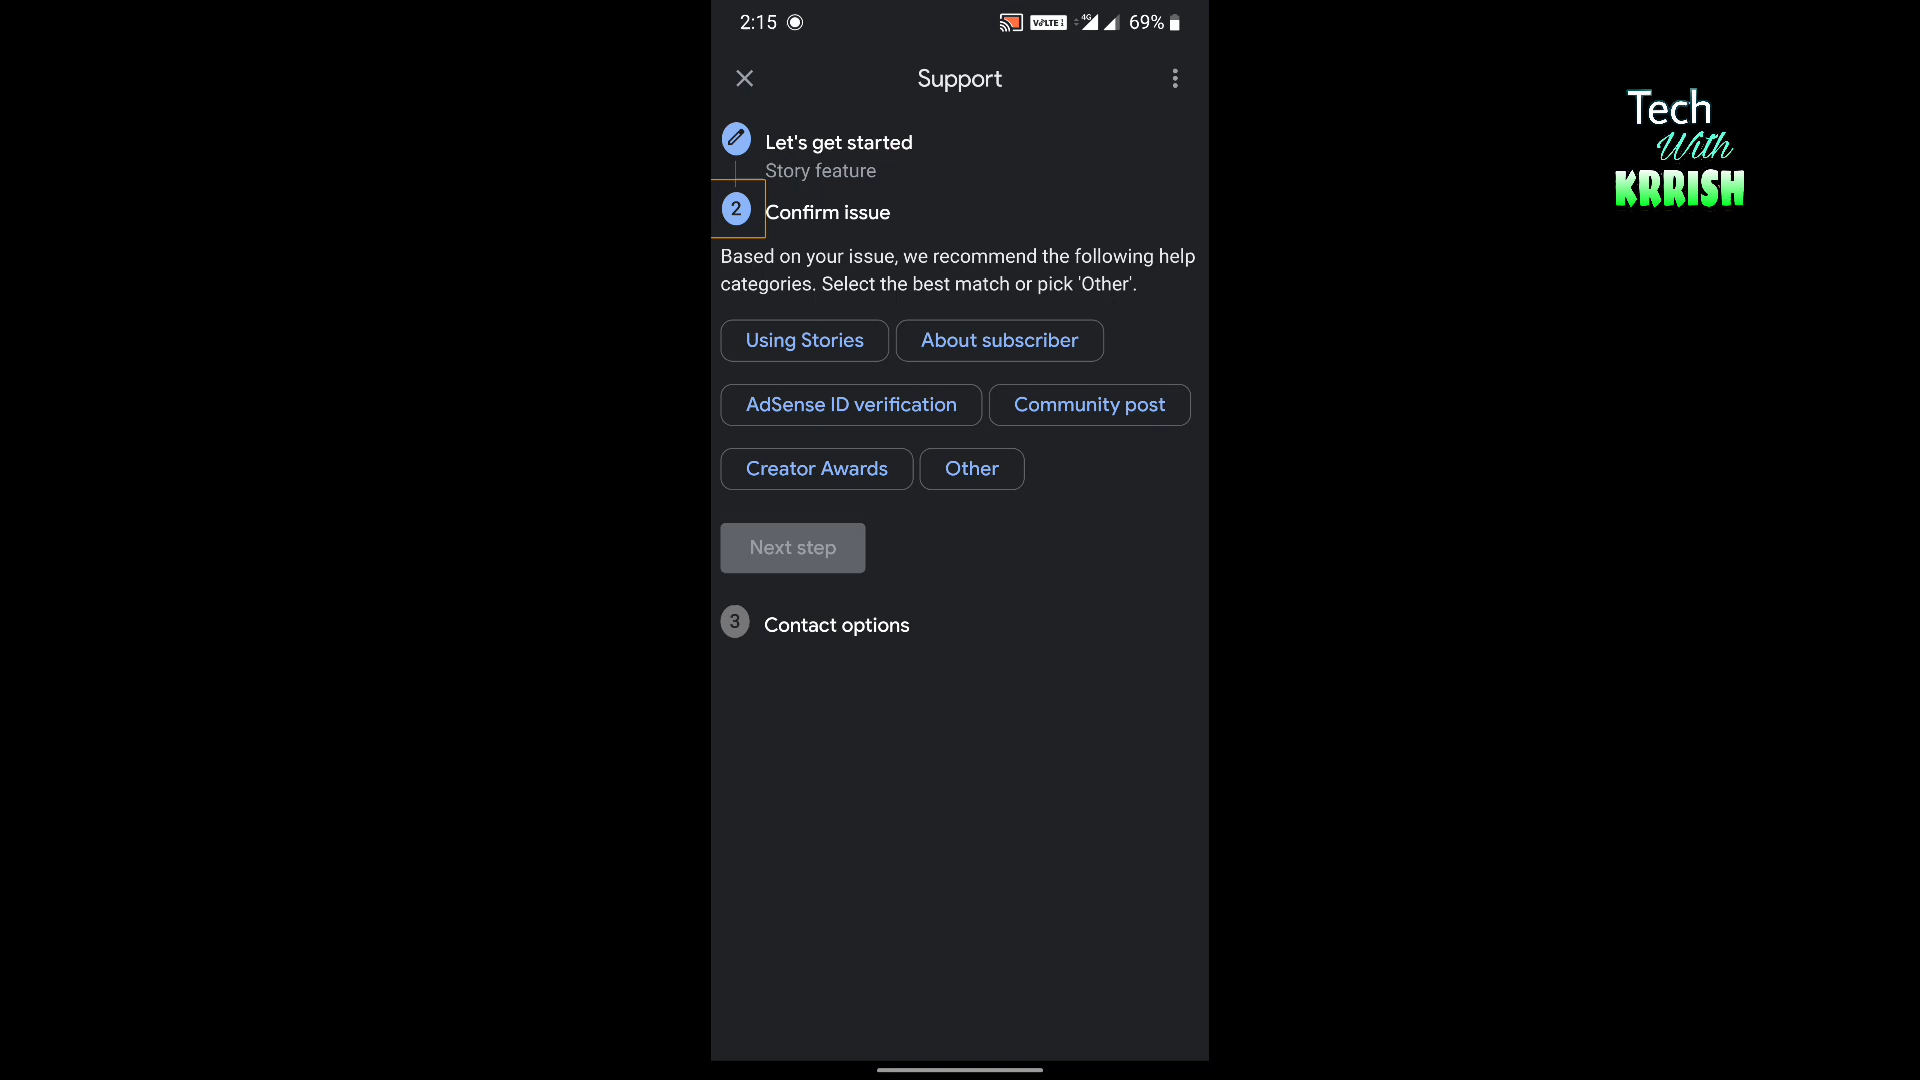 2:15
VoLTE 4G 69%
Support
Let's get started
Story feature
2 Confirm issue
Based on your issue, we recommend the following help
categories. Select the best match or pick 'Other'.
Using Stories About subscriber
AdSense ID verification Community post
Creator Awards Other
Next step
3 Contact options
Tech
With
KRRISH